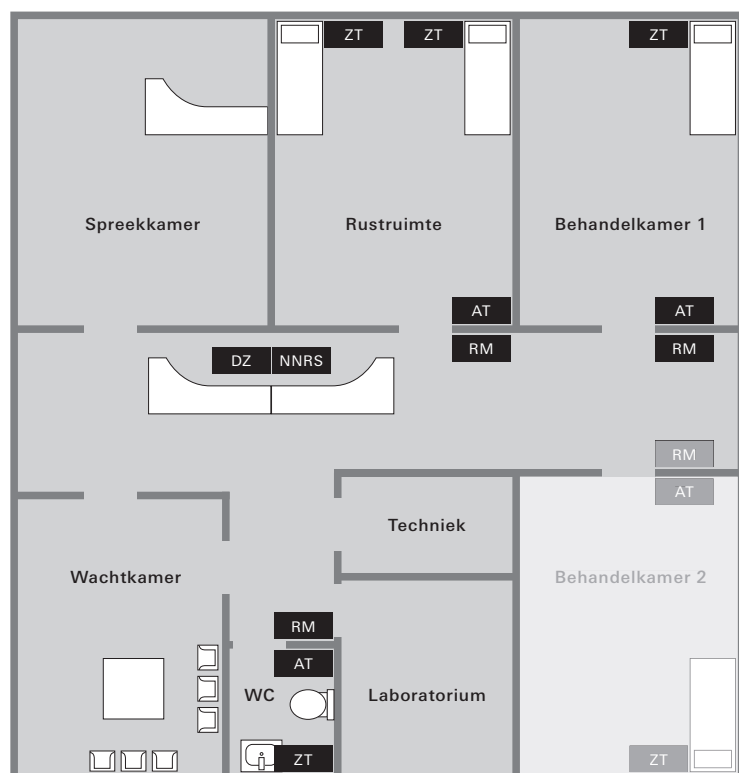 ZT ZT ZT
Spreekkamer Rustruimte Behandelkamer 1
AT AT
RM RM
DZ NNRS
RM
AT
Techniek
Wachtkamer Behandelkamer 2
RM
AT
WC Laboratorium
ZT ZT